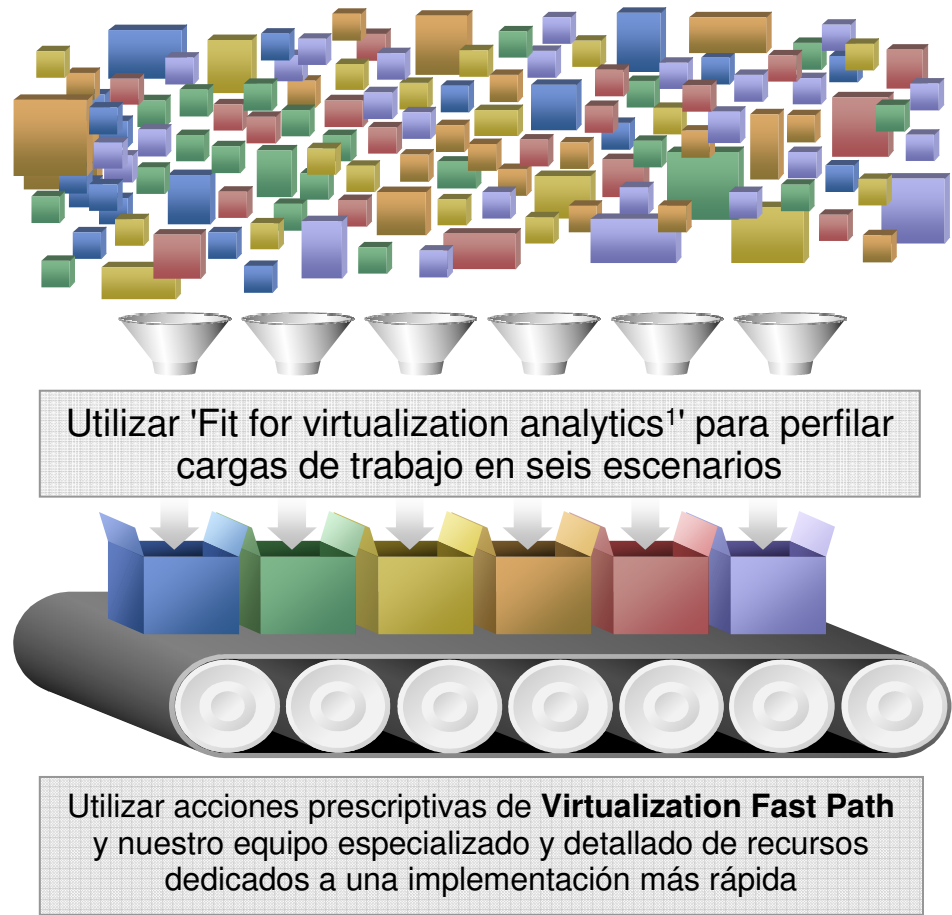 Utilizar 'Fit for virtualization analytics¹' para perfilar
cargas de trabajo en seis escenarios
Utilizar acciones prescriptivas de Virtualization Fast Path
y nuestro equipo especializado y detallado de recursos
dedicados a una implementación más rápida